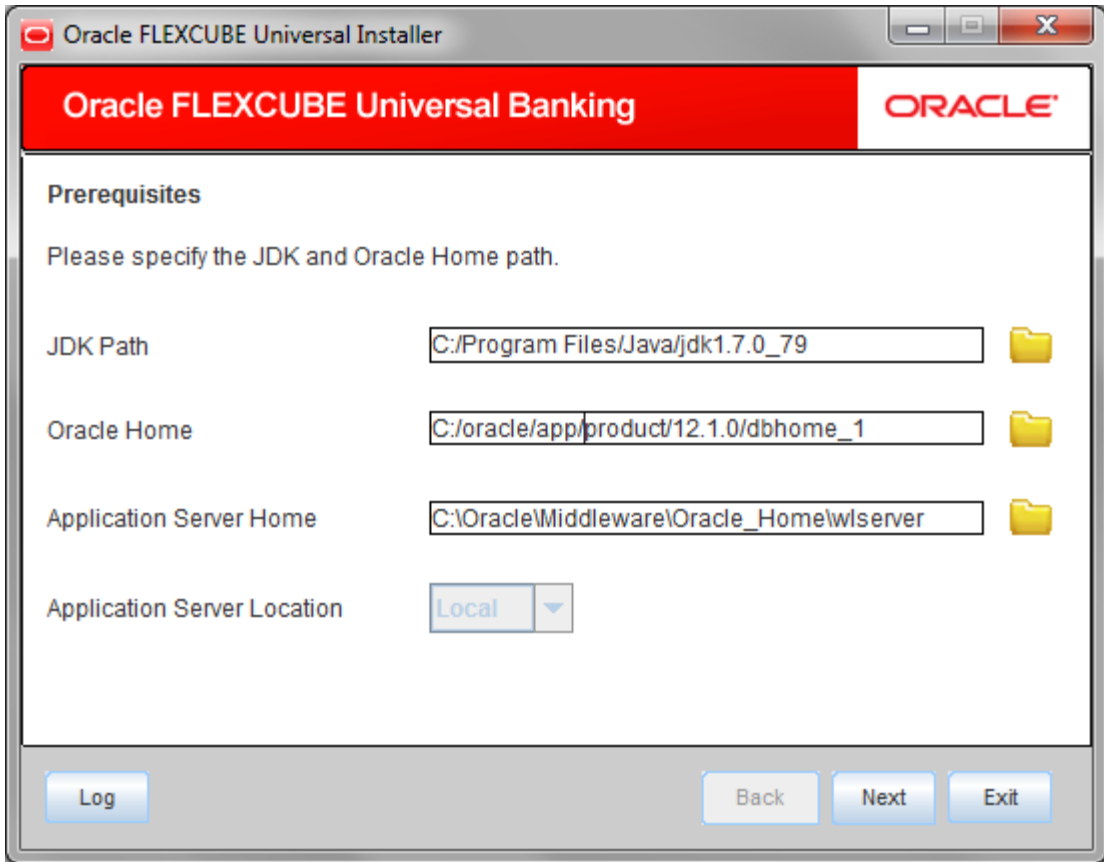 Oracle FLEXCUBE Universal Installer
Oracle FLEXCUBE Universal Banking
ORACLE
Prerequisites
Please specify the JDK and Oracle Home path.
JDK Path C:/Program Files/Java/jdk1.7.0_79
Oracle Home C:/oracle/app/product/12.1.0/dbhome_1
Application Server Home C:\Oracle\Middleware\Oracle_Home\wlserver
Application Server Location Local
Log Back Next Exit